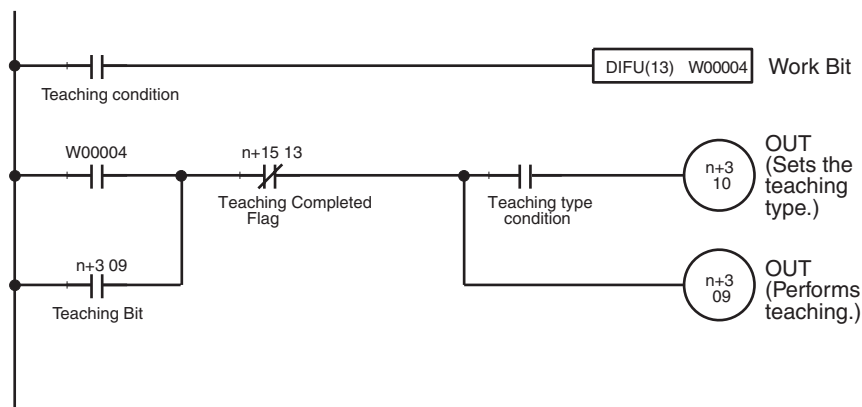 DIFU(13) W00004 Work Bit
Teaching condition
W00004
n+15 13
Teaching Completed
Flag
Teaching type
condition
n+3
10
OUT
(Sets the
teaching
type.)
n+3 09
Teaching Bit
n+3
09
OUT
(Performs
teaching.)